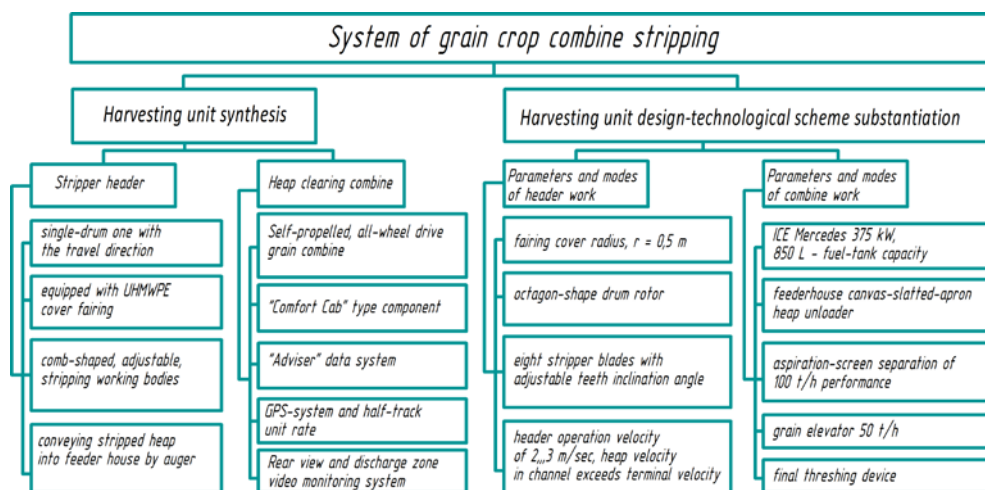 System of grain crop combine stripping
Harvesting unit synthesis
Harvesting unit design-technological scheme substantiation
Stripper header
single-drum one with
the travel direction
equipped with UHMWPE
cover fairing
comb-shaped, adjustable,
stripping working bodies
conveying stripped heap
into feeder house by auger
Heap clearing combine
Self-propelled, all-wheel drive
grain combine
"Comfort Cab" type component
"Adviser" data system
GPS-system and half-track
unit rate
Rear view and discharge zone
video monitoring system
Parameters and modes
of header work
fairing cover radius, r = 0,5 m
octagon-shape drum rotor
eight stripper blades with
adjustable teeth inclination angle
header operation velocity
of 2,,,3 m/sec, heap velocity
in channel exceeds terminal velocity
Parameters and modes
of combine work
ICE Mercedes 375 kW,
850 L - fuel-tank capacity
feederhouse canvas-slatted-apron
heap unloader
aspiration-screen separation of
100 t/h performance
grain elevator 50 t/h
final threshing device